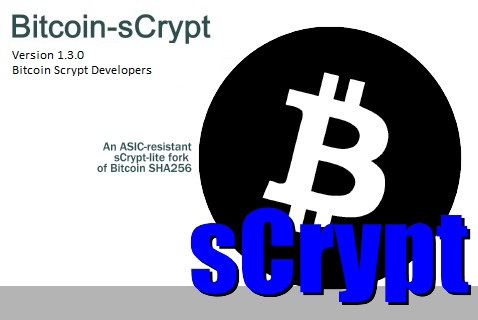 Bitcoin-sCrypt
Version 1.3.0
Bitcoin Scrypt Developers
An ASIC-resistant
sCrypt-lite fork
of Bitcoin SHA256
sCrypt